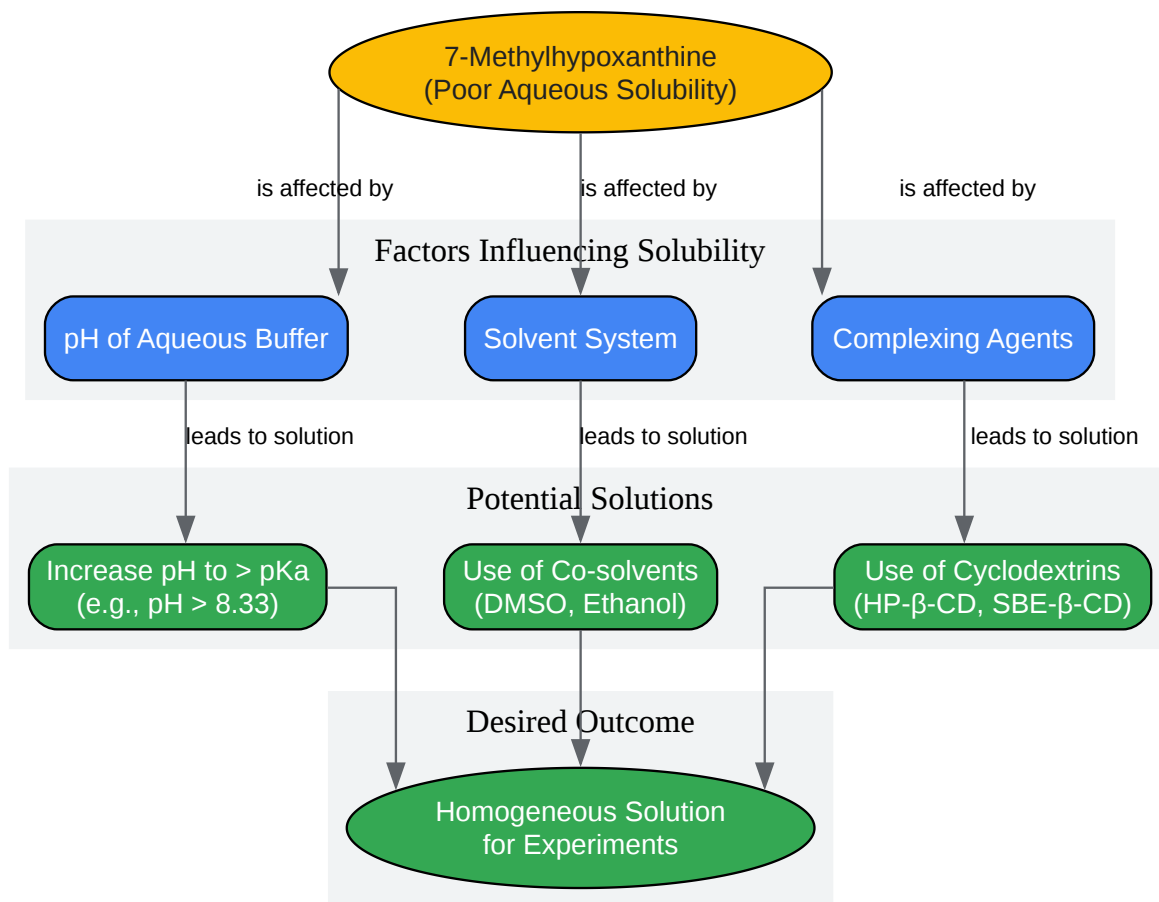 7-Methylhypoxanthine
(Poor Aqueous Solubility)
is affected by
is affected by
is affected by
Factors Influencing Solubility
pH of Aqueous Buffer
Solvent System
Complexing Agents
leads to solution
leads to solution
leads to solution
Potential Solutions
Increase pH to > pKa
(e.g., pH > 8.33)
Use of Co-solvents
(DMSO, Ethanol)
Use of Cyclodextrins
(HP-β-CD, SBE-β-CD)
Desired Outcome
Homogeneous Solution
for Experiments